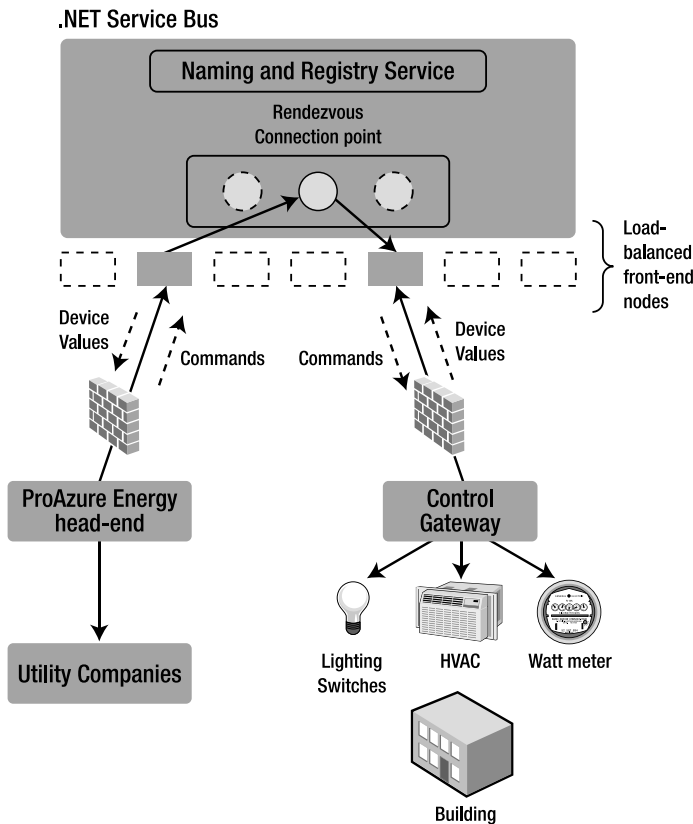 .NET Service Bus
Naming and Registry Service
Rendezvous
Connection point
Load-
balanced
front-end
nodes
Device
Values
Commands
Commands
Device
Values
ProAzure Energy
head-end
Control
Gateway
Utility Companies
Lighting
Switches
HVAC
Watt meter
Building